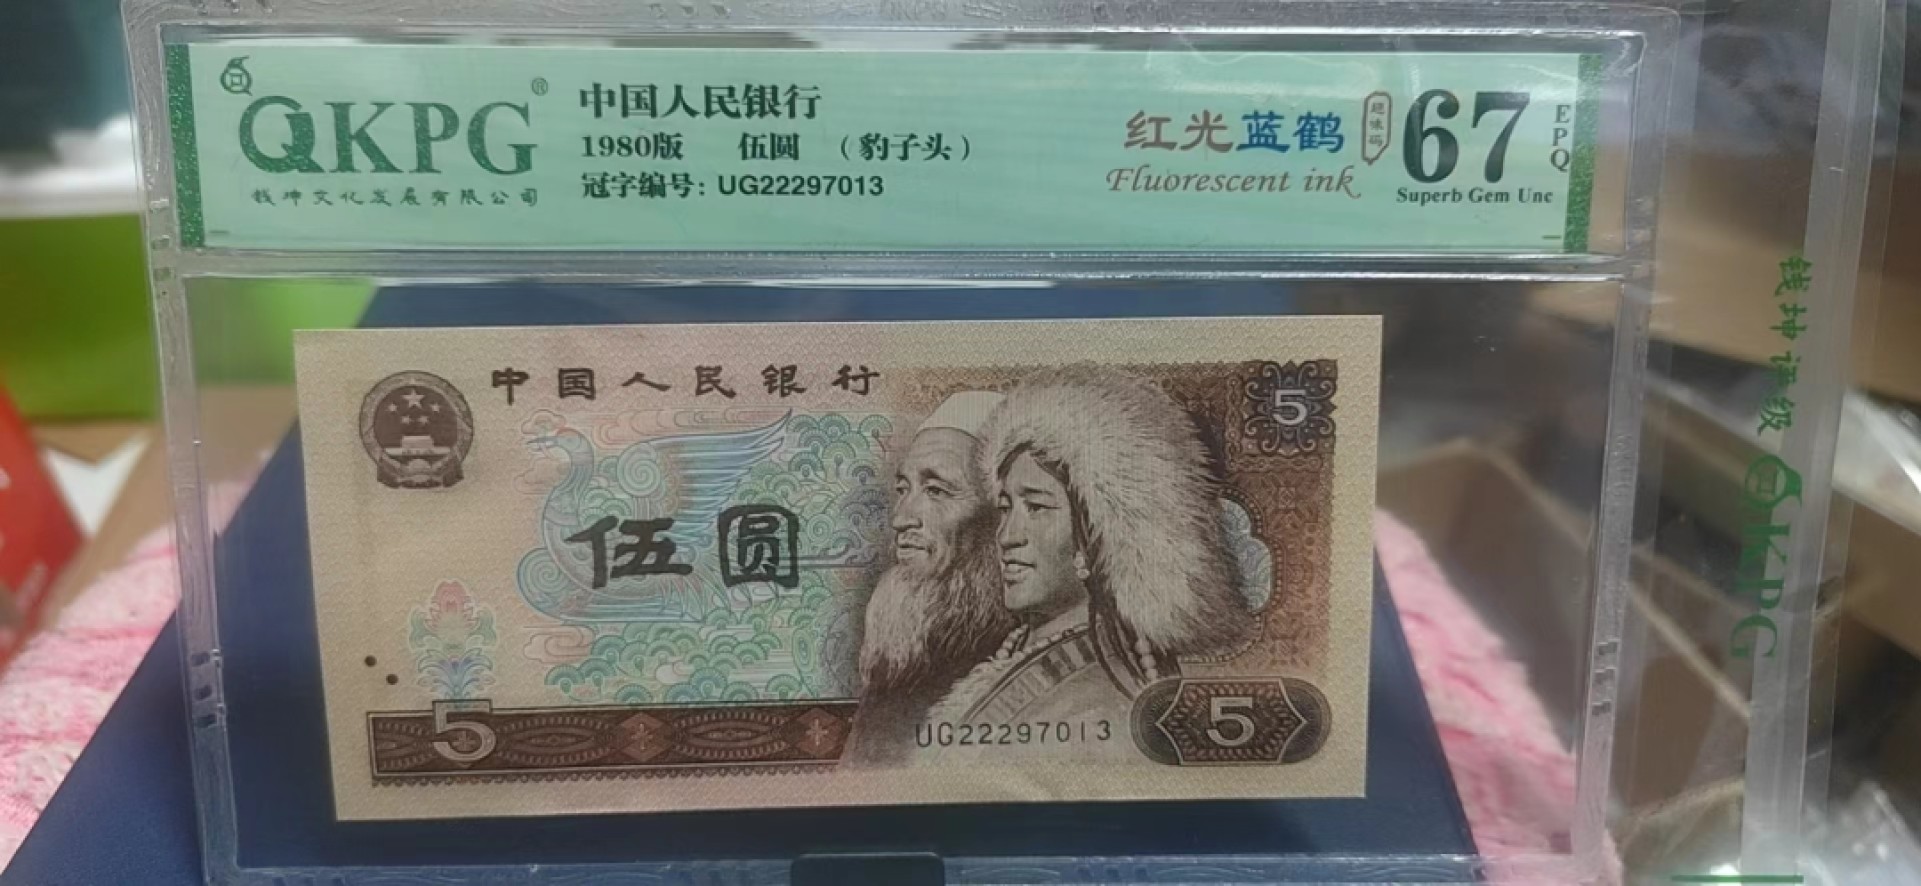 QKPG®
钱坤文化发展有限公司
中国人民银行
1980版 伍圆 （豹子头）
冠字编号: UG22297013
红光蓝鹤
Fluorescent ink
趣味码
67
EPQ
Superb Gem Unc
中国人民银行
5
伍圆
5
UG22297013
5
钱坤评级 QKPG